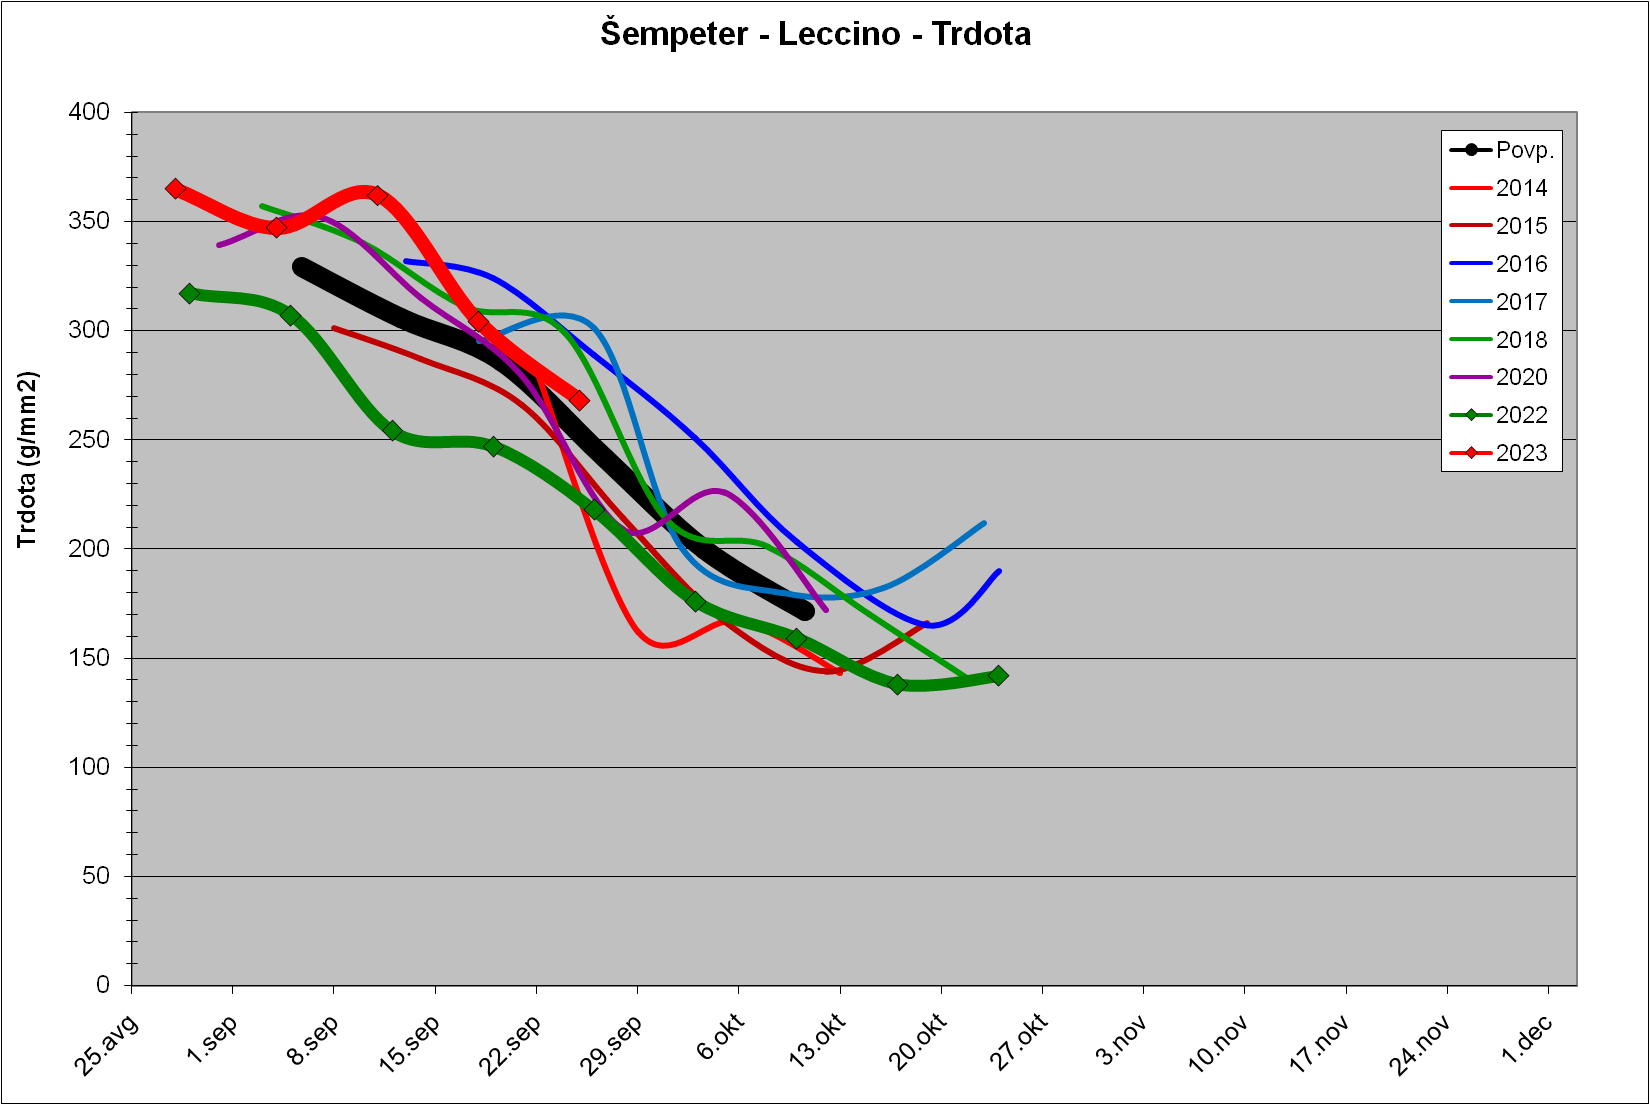 Šempeter - Leccino - Trdota
Trdota (g/mm2)
400
350
300
250
200
150
100
50
0
25.avg
1.sep
8.sep
15.sep
22.sep
29.sep
6.okt
13.okt
20.okt
27.okt
3.nov
10.nov
17.nov
24.nov
1.dec
Povp.
2014
2015
2016
2017
2018
2020
2022
2023